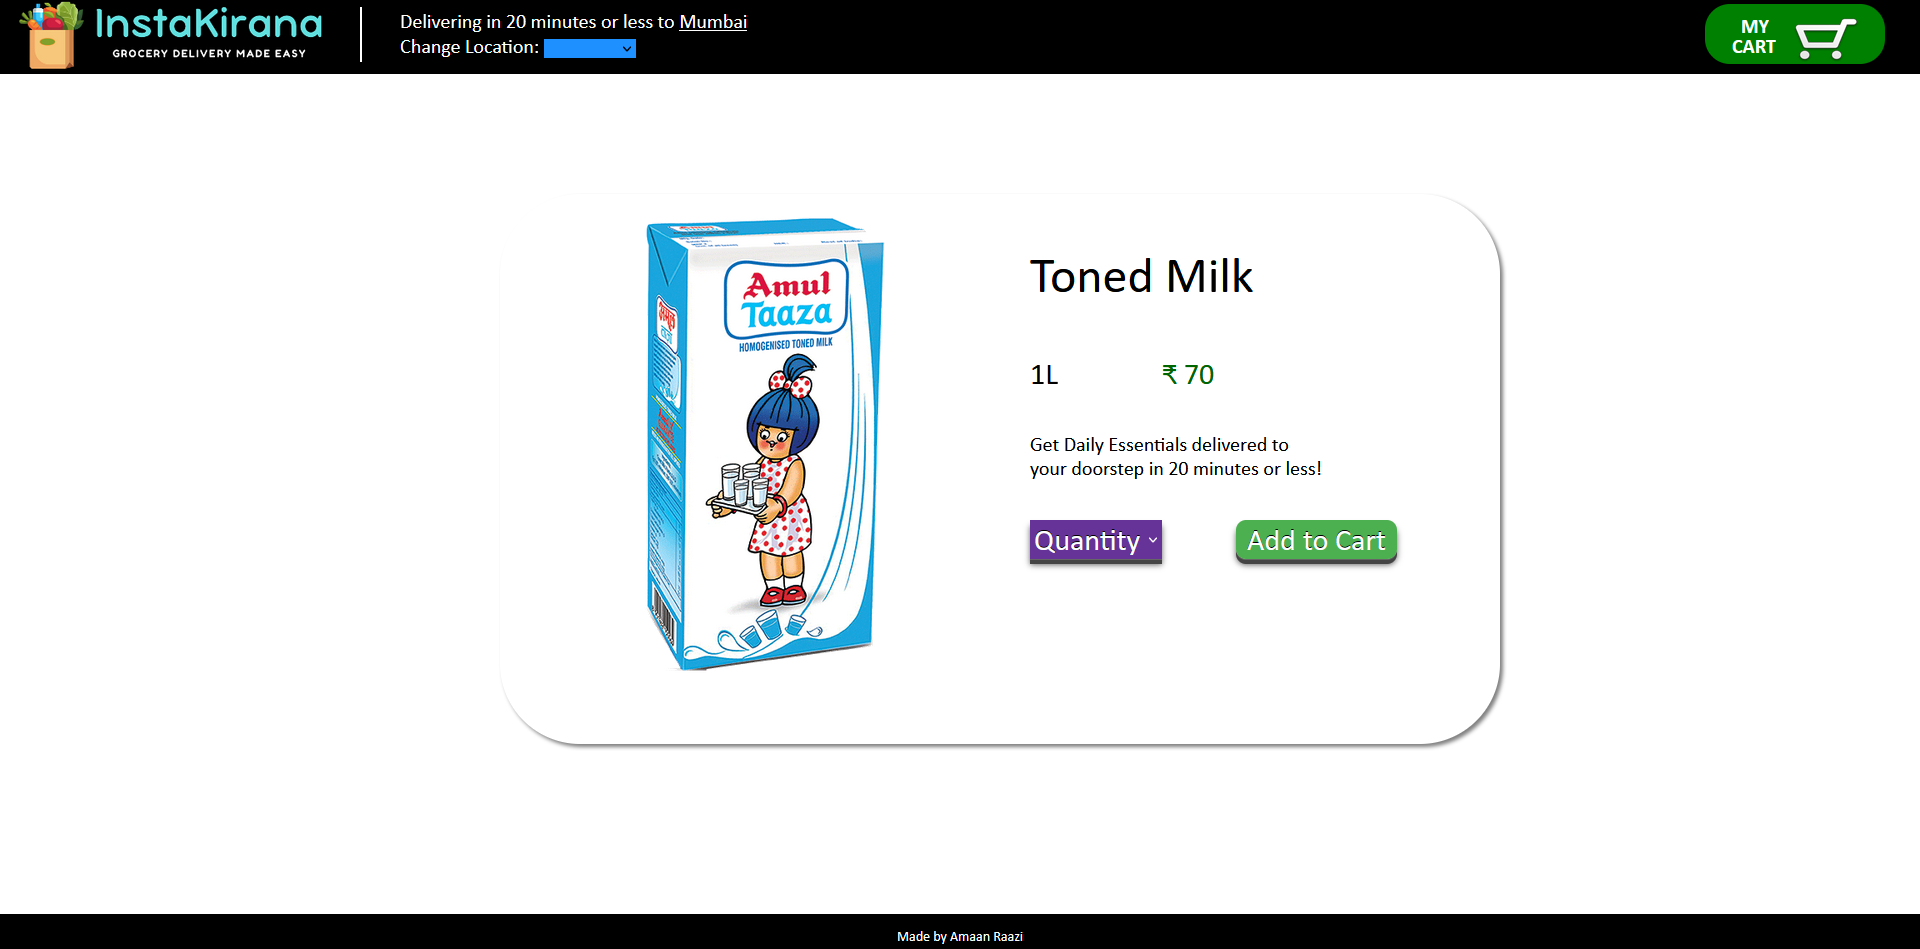 InstaKirana
GROCERY DELIVERY MADE EASY
Delivering in 20 minutes or less to Mumbai
Change Location:
MY
CART
Amul
Taaza
HOMOGENISED TONED MILK
अमूल
Toned Milk
1L
₹ 70
Get Daily Essentials delivered to
your doorstep in 20 minutes or less!
Quantity
Add to Cart
Made by Amaan Raazi